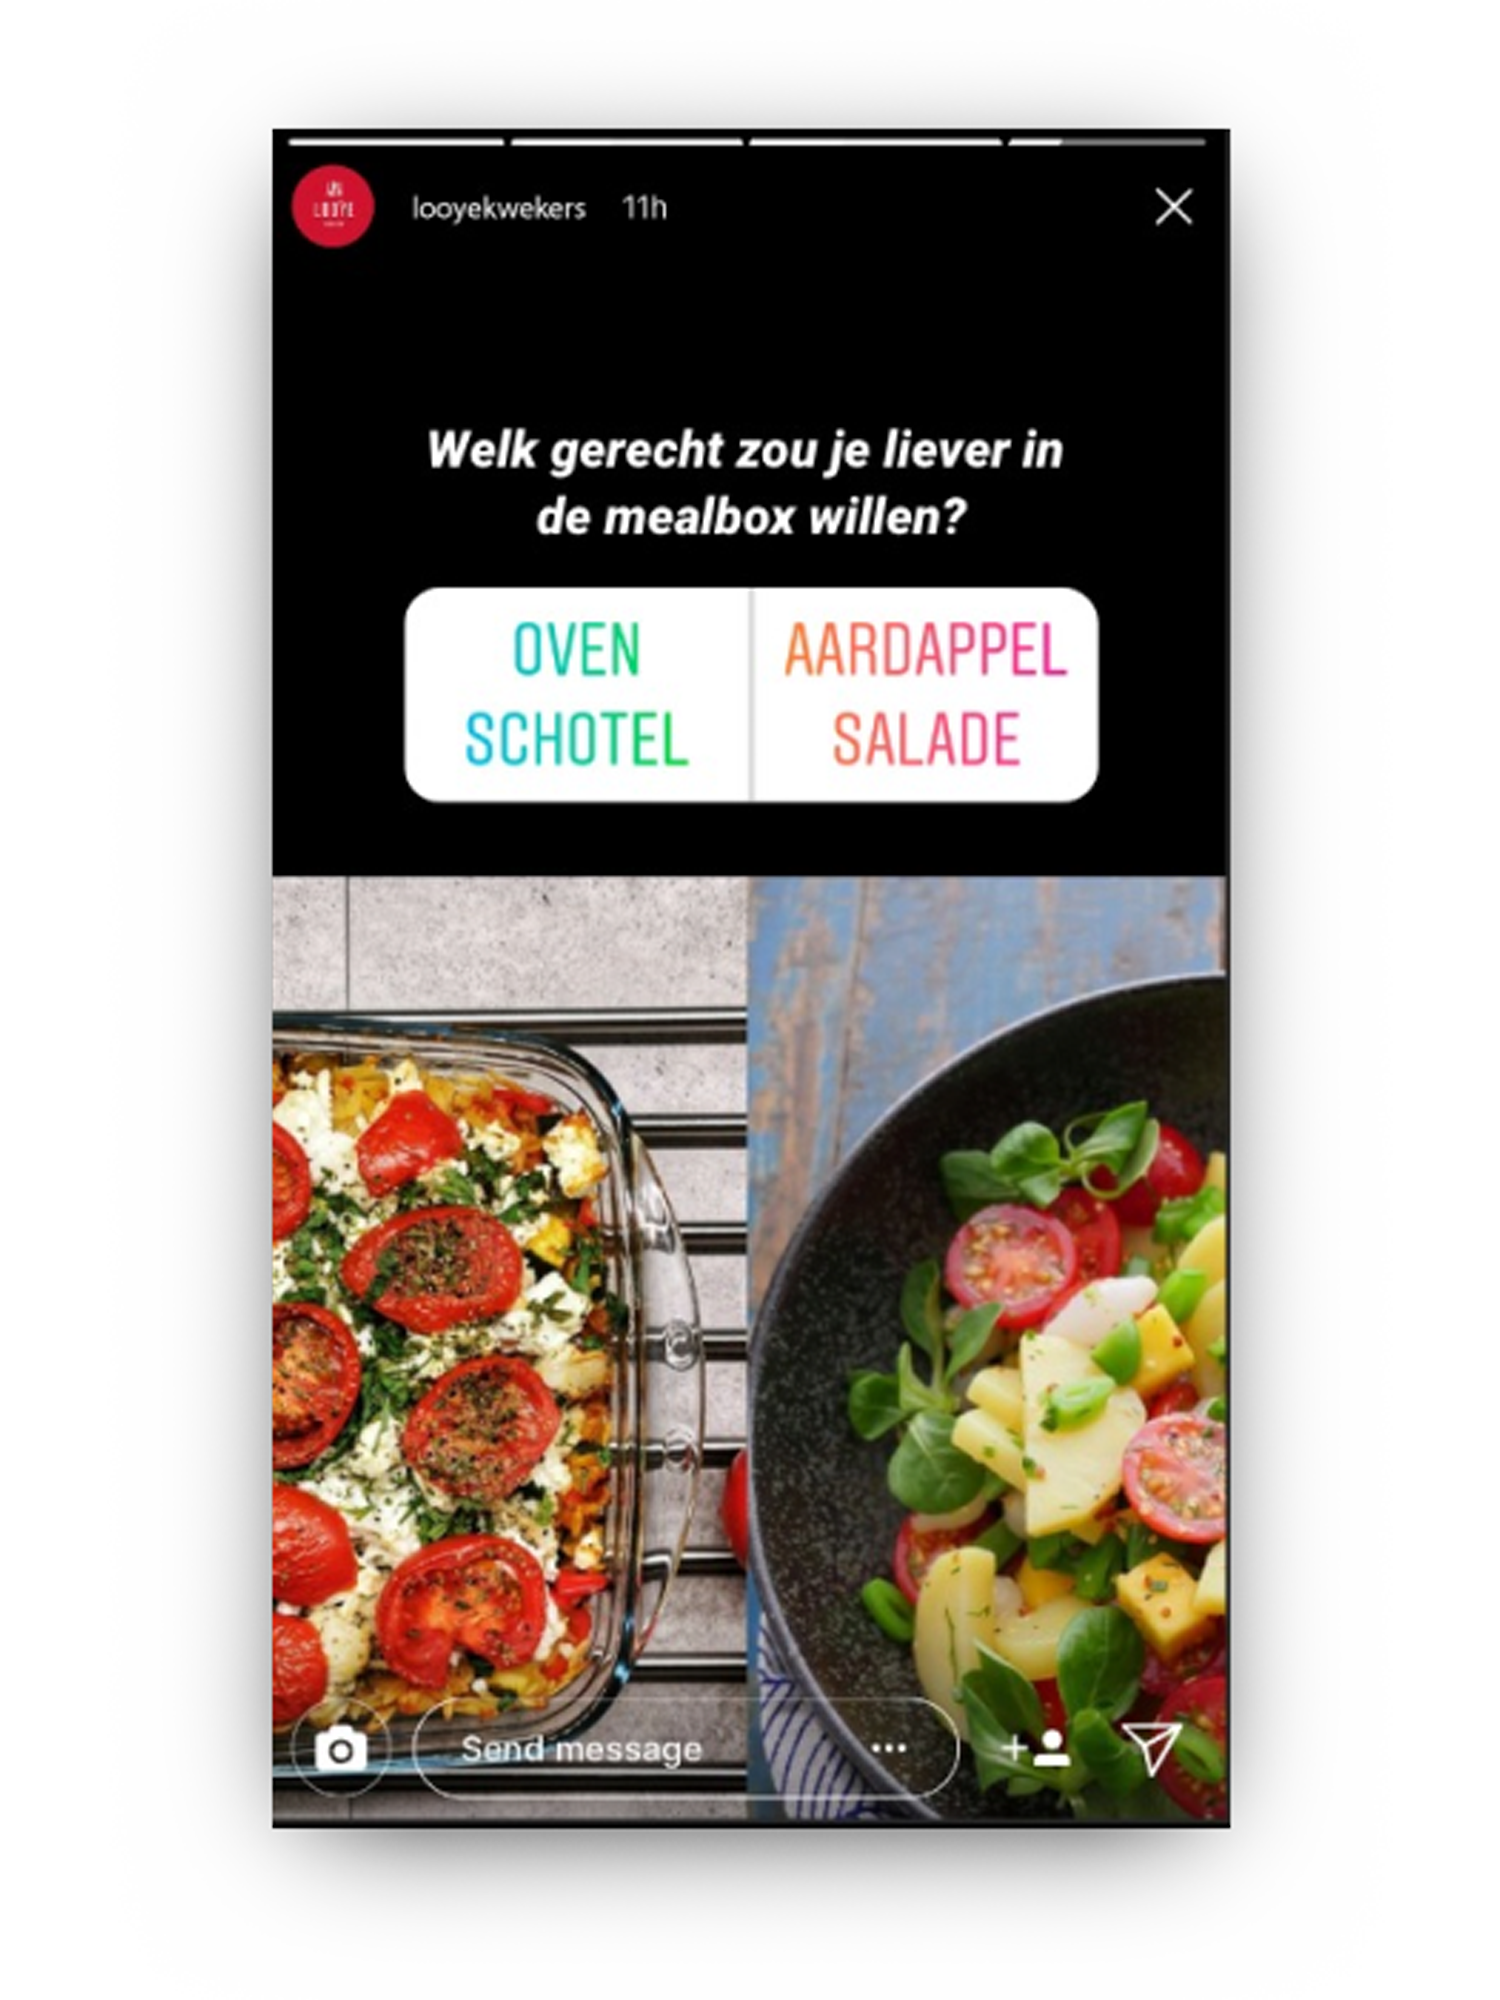 LOOYE
looyekwekers 11h
Welk gerecht zou je liever in
de mealbox willen?
OVEN
SCHOTEL
AARDAPPEL
SALADE
Send message